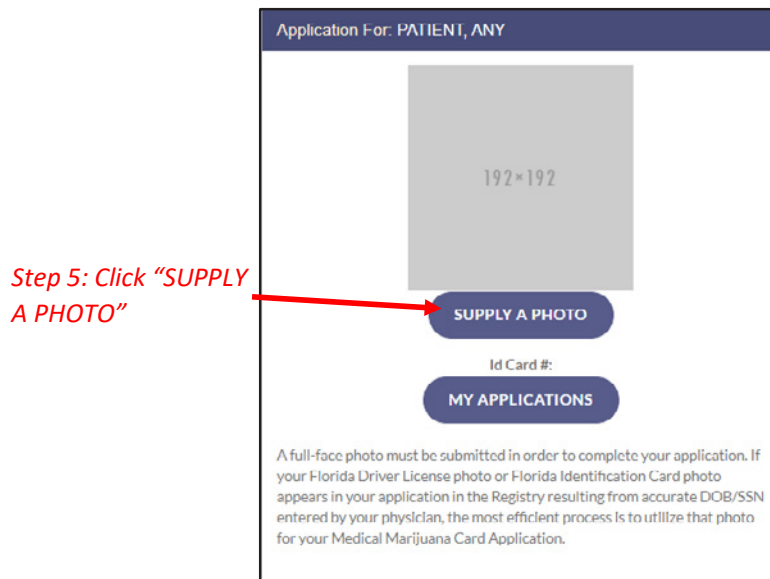 Application For: PATIENT, ANY
192×192
Step 5: Click “SUPPLY
A PHOTO”
SUPPLY A PHOTO
Id Card #:
MY APPLICATIONS
A full-face photo must be submitted in order to complete your application. If
your Florida Driver License photo or Florida Identification Card photo
appears in your application in the Registry resulting from accurate DOB/SSN
entered by your physician, the most efficient process is to utilize that photo
for your Medical Marijuana Card Application.